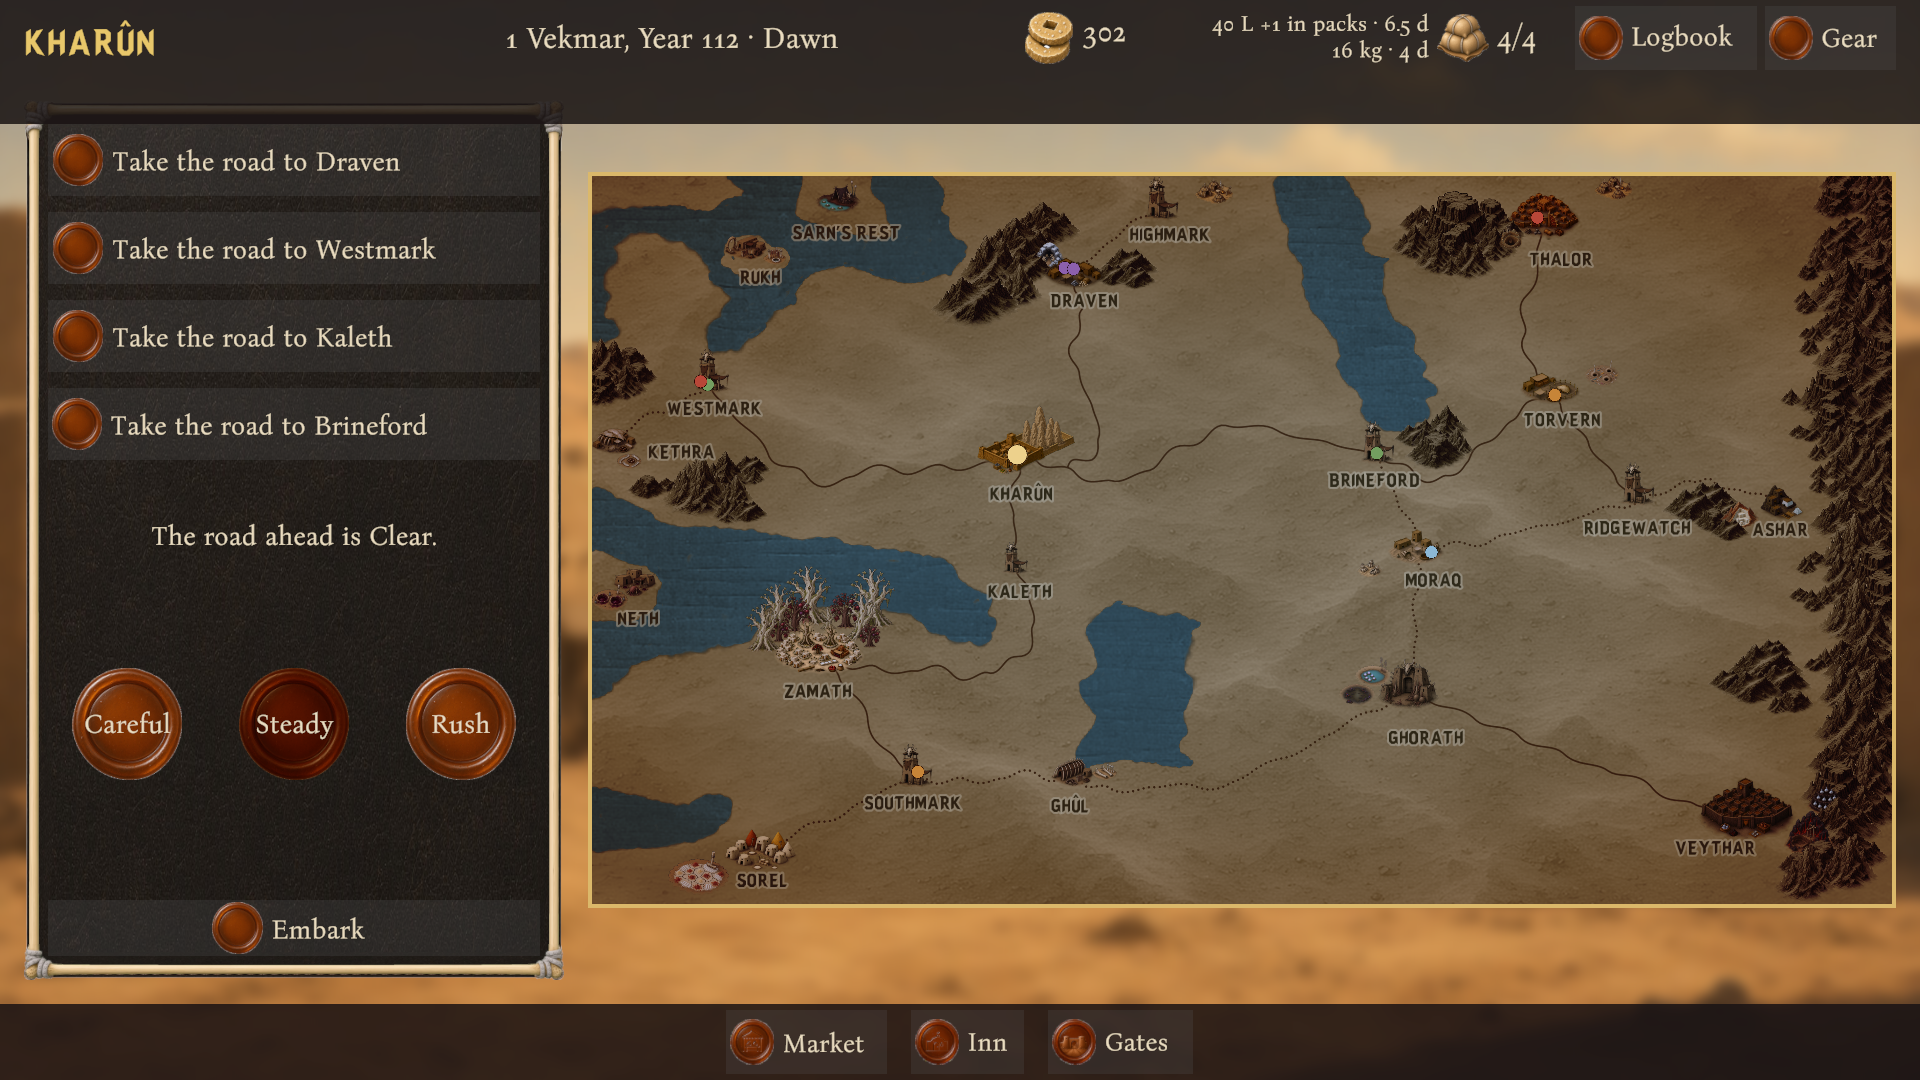 KHARÛN
1 Vekmar, Year 112 · Dawn
302
40 L +1 in packs · 6.5 d
16 kg · 4 d
4/4
Logbook
Gear
Take the road to Draven
Take the road to Westmark
Take the road to Kaleth
Take the road to Brineford
The road ahead is Clear.
Careful
Steady
Rush
Embark
SARN'S REST
HIGHMARK
RUKH
DRAVEN
THALOR
WESTMARK
TORVERN
KETHRA
KHARÛN
BRINEFORD
RIDGEWATCH
ASHAR
KALETH
MORAQ
NETH
ZAMATH
GHORATH
SOUTHMARK
GHÛL
VEYTHAR
SOREL
Market
Inn
Gates